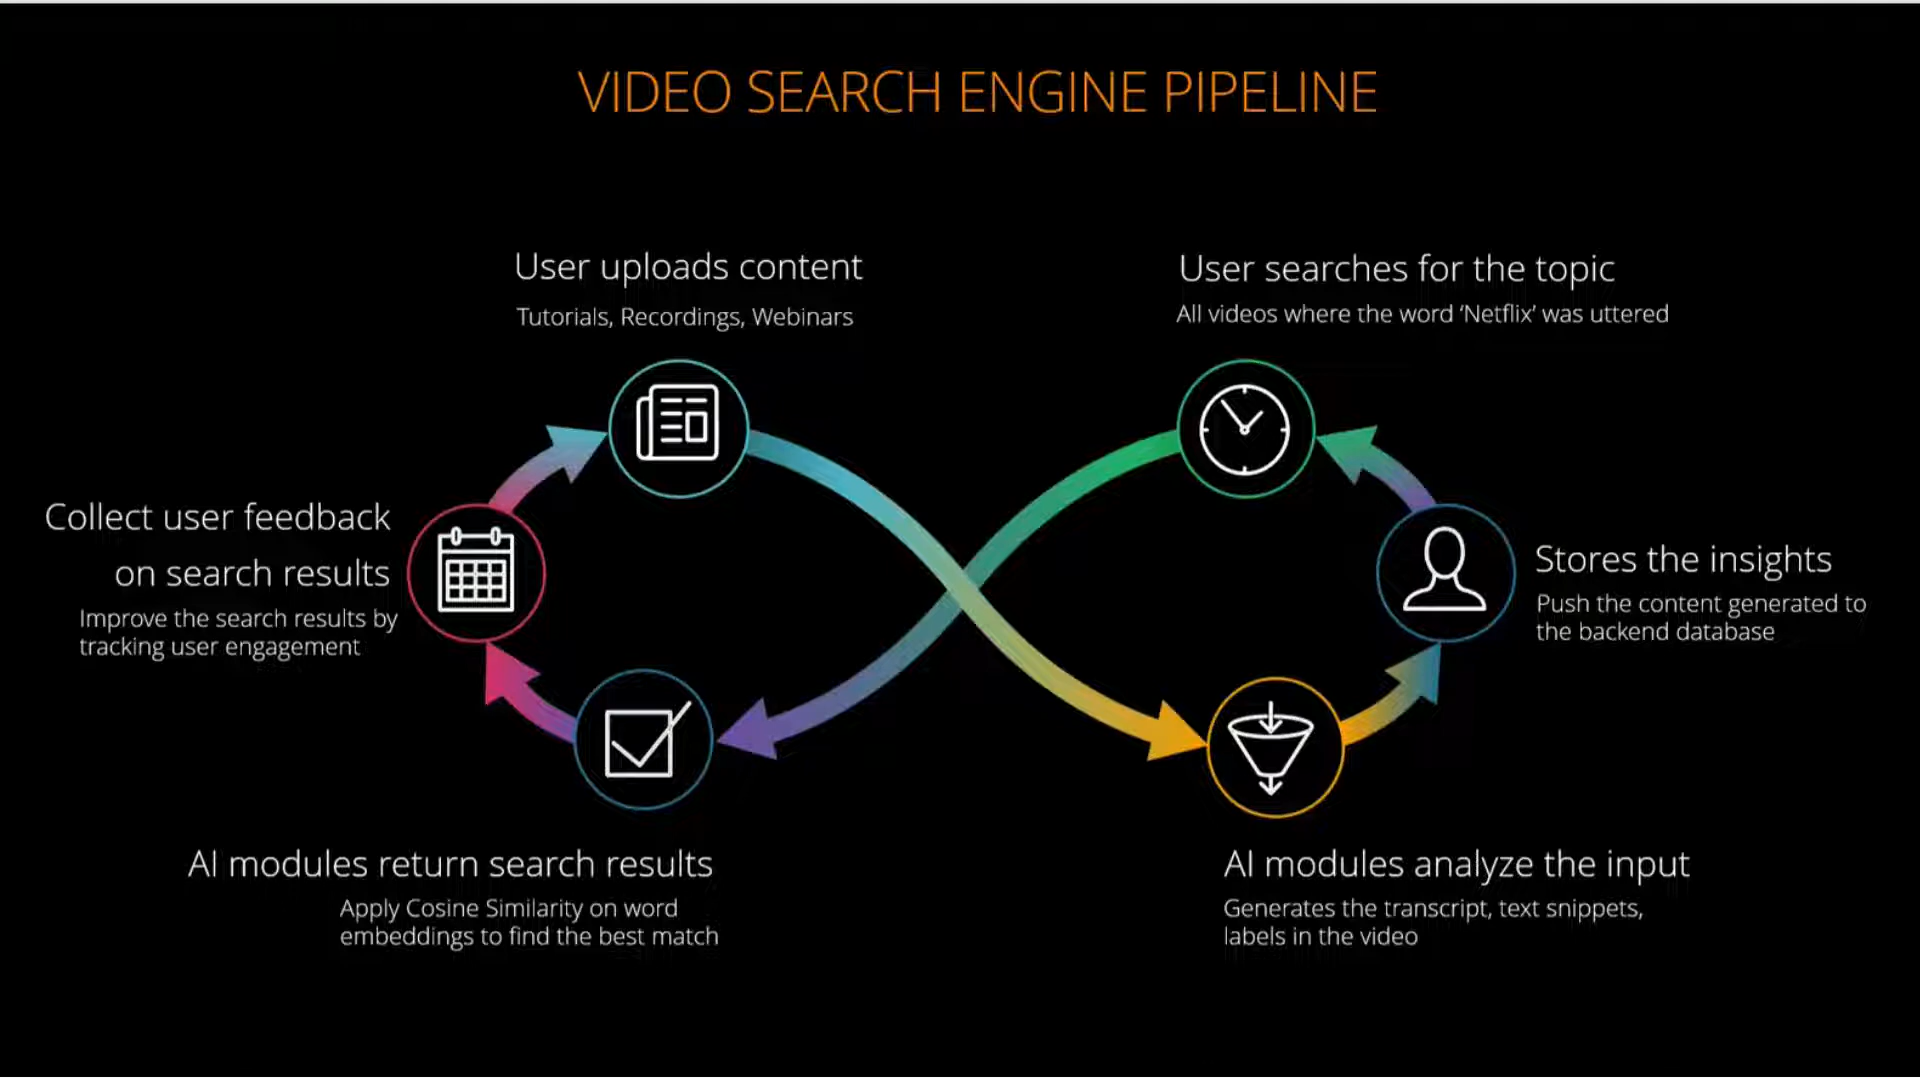 VIDEO SEARCH ENGINE PIPELINE
User uploads content
Tutorials, Recordings, Webinars
User searches for the topic
All videos where the word ‘Netflix’ was uttered
Collect user feedback
on search results
Improve the search results by
tracking user engagement
Stores the insights
Push the content generated to
the backend database
AI modules return search results
Apply Cosine Similarity on word
embeddings to find the best match
AI modules analyze the input
Generates the transcript, text snippets,
labels in the video